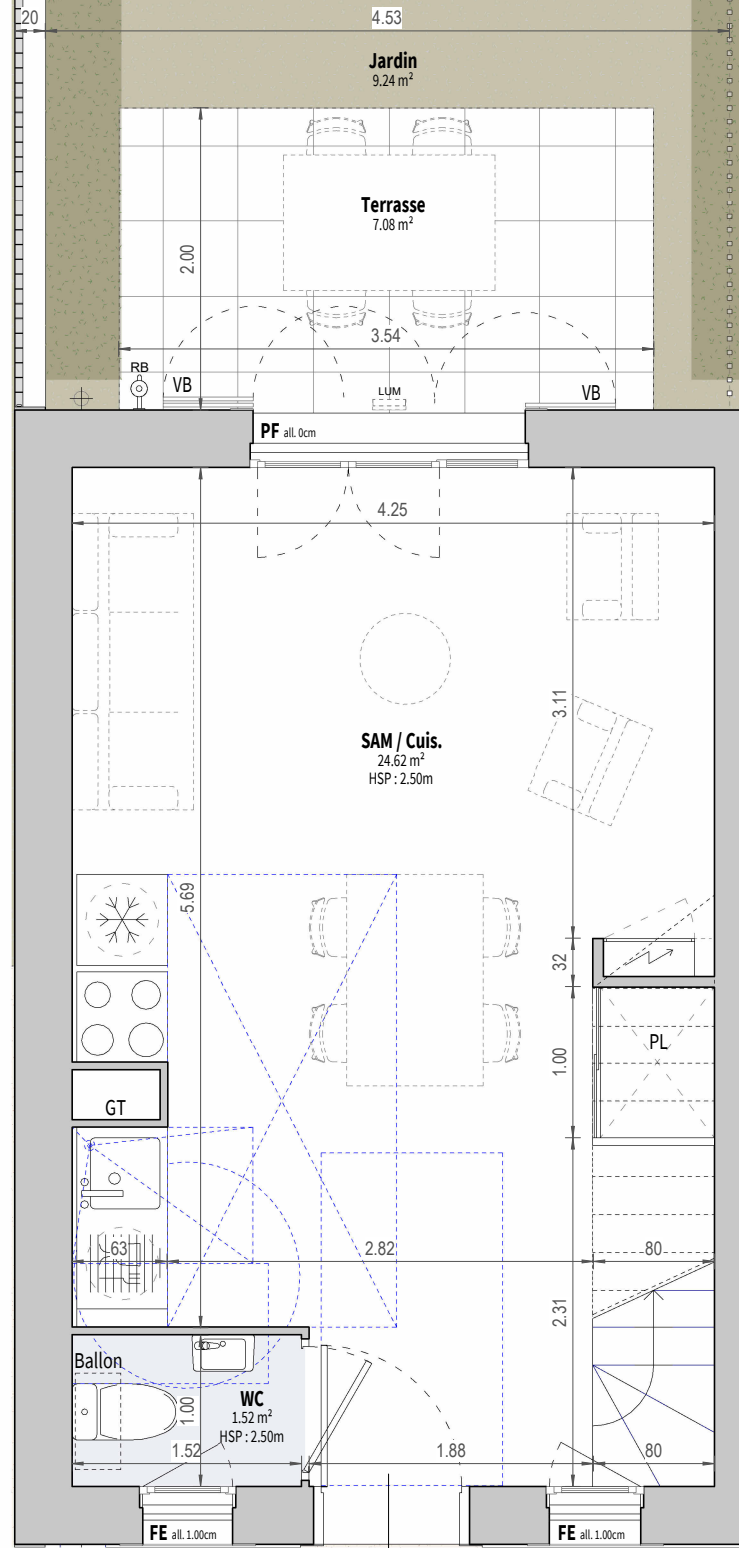 20
4.53
Jardin
9.24 m²
Terrasse
7.08 m²
2.00
3.54
RB
VB
LUM
VB
PF all. 0cm
4.25
3.11
SAM / Cuis.
24.62 m²
HSP : 2.50m
5.69
32
1.00
PL
GT
63
2.82
80
2.31
Ballon
WC
1.52 m²
HSP : 2.50m
1.00
1.52
1.88
80
FE all. 1.00cm
FE all. 1.00cm